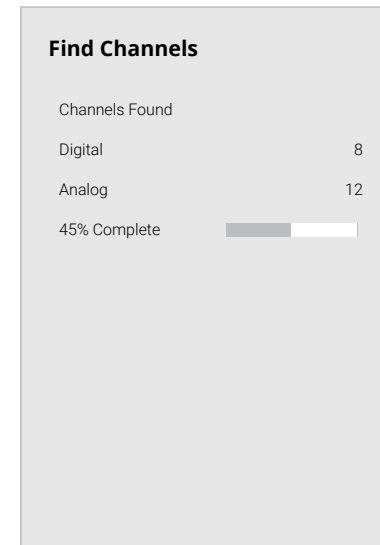 Find Channels
Channels Found
Digital 8
Analog 12
45% Complete